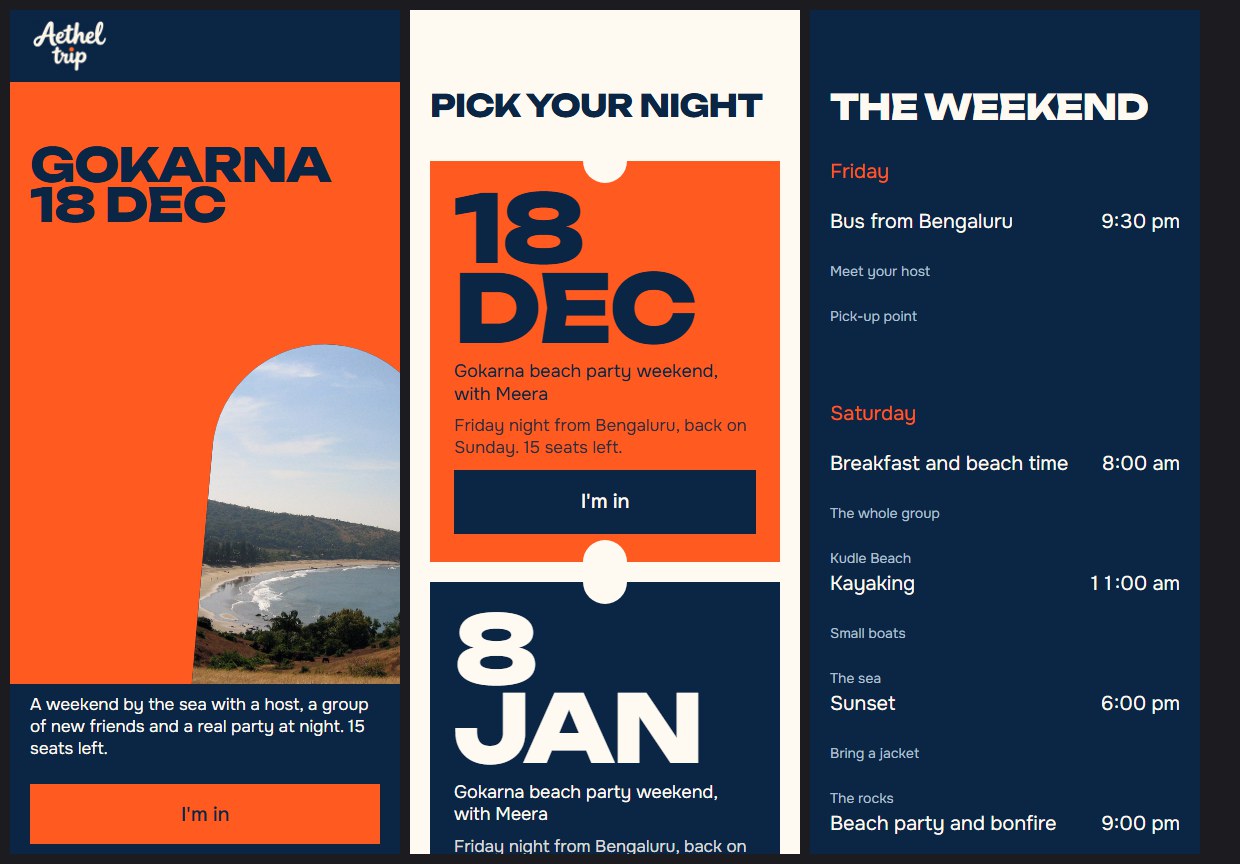 Aethel
trip
GOKARNA
18 DEC
A weekend by the sea with a host, a group
of new friends and a real party at night. 15
seats left.
I'm in
PICK YOUR NIGHT
18
DEC
Gokarna beach party weekend,
with Meera
Friday night from Bengaluru, back on
Sunday. 15 seats left.
I'm in
8
JAN
Gokarna beach party weekend,
with Meera
Friday night from Bengaluru, back on
THE WEEKEND
Friday
Bus from Bengaluru 9:30 pm
Meet your host
Pick-up point
Saturday
Breakfast and beach time 8:00 am
The whole group
Kudle Beach
Kayaking 11:00 am
Small boats
The sea
Sunset 6:00 pm
Bring a jacket
The rocks
Beach party and bonfire 9:00 pm